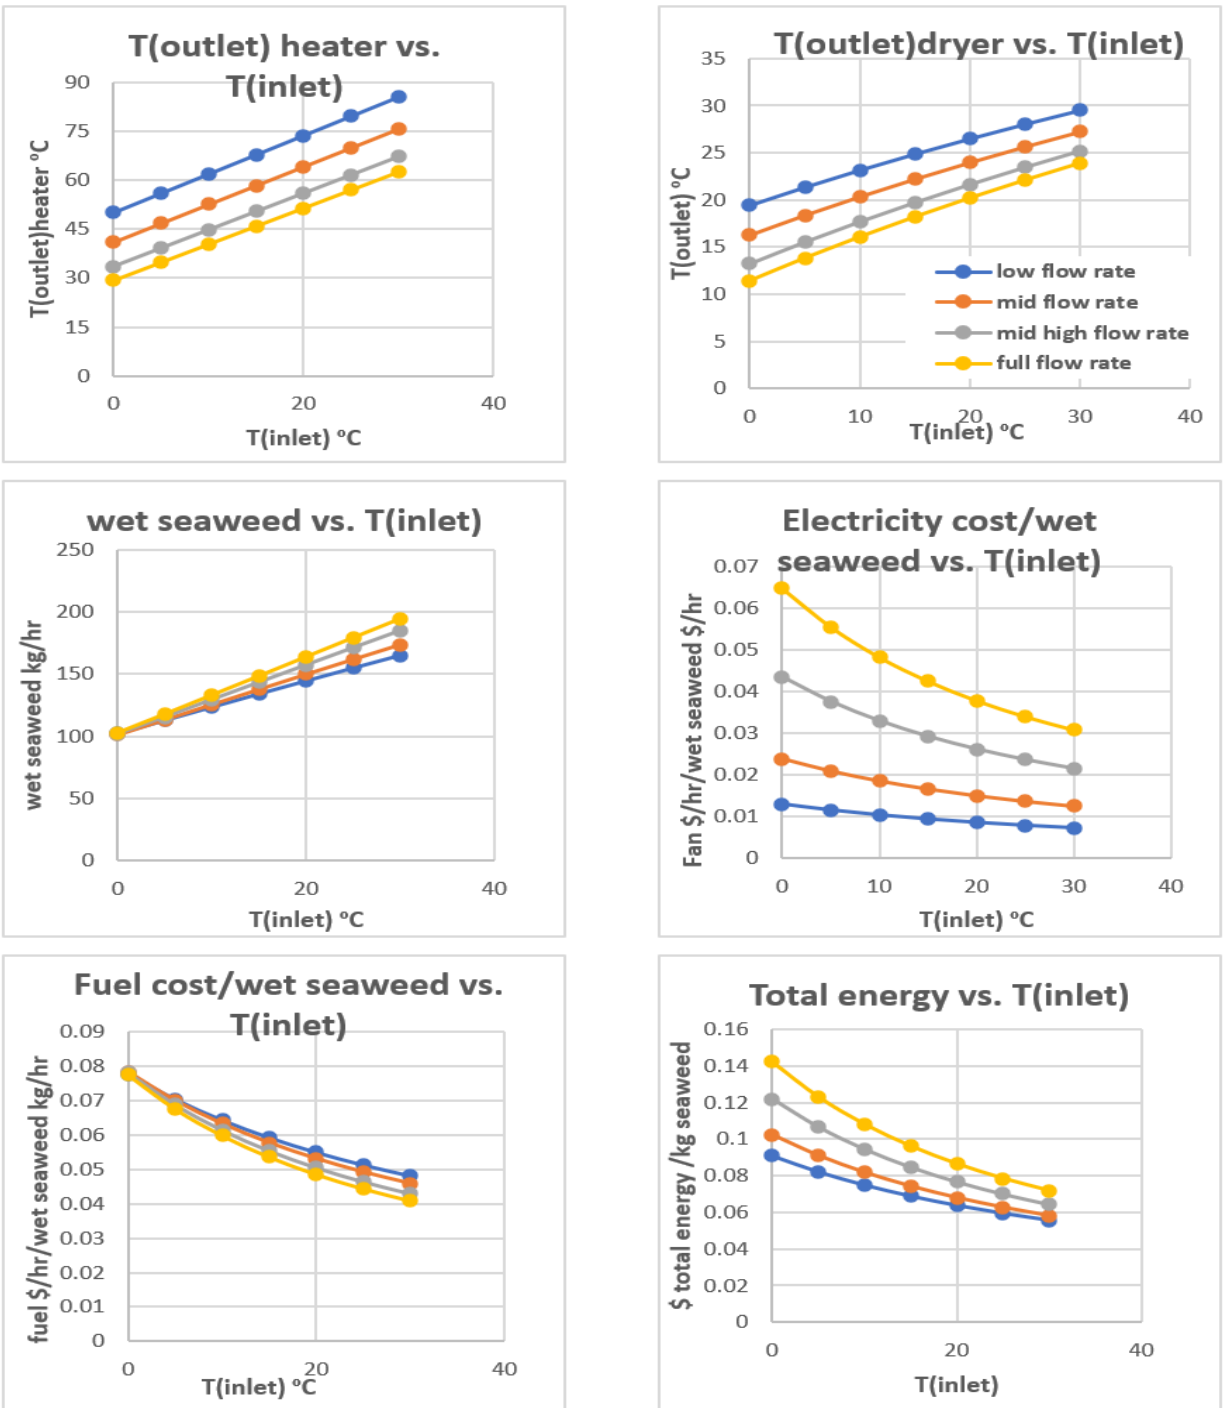 T(outlet) heater vs.
T(inlet)
T(outlet)heater ºC
90
75
60
45
30
15
0
0 20 40
T(inlet) ºC
T(outlet)dryer vs. T(inlet)
T(outlet) ºC
35
30
25
20
15
10
5
0
low flow rate
mid flow rate
mid high flow rate
full flow rate
0 10 20 30 40
T(inlet) ºC
wet seaweed vs. T(inlet)
wet seaweed kg/hr
250
200
150
100
50
0
0 20 40
T(inlet) ºC
Electricity cost/wet
seaweed vs. T(inlet)
Fan $/hr/wet seaweed $/hr
0.07
0.06
0.05
0.04
0.03
0.02
0.01
0
0 10 20 30 40
T(inlet) ºC
Fuel cost/wet seaweed vs.
T(inlet)
fuel $/hr/wet seaweed kg/hr
0.09
0.08
0.07
0.06
0.05
0.04
0.03
0.02
0.01
0
0 20 40
T(inlet) ºC
Total energy vs. T(inlet)
$ total energy /kg seaweed
0.16
0.14
0.12
0.1
0.08
0.06
0.04
0.02
0
0 20 40
T(inlet)